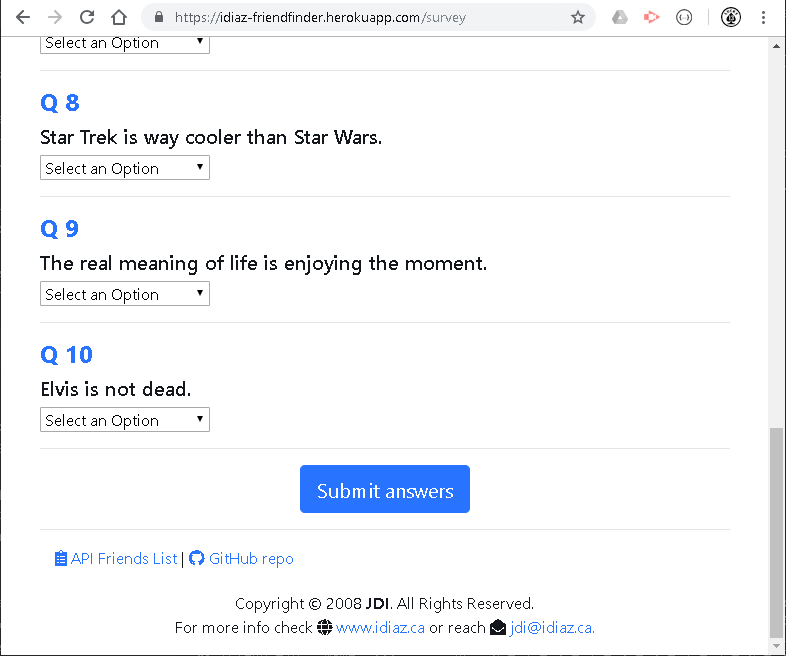 https://idiaz-friendfinder.herokuapp.com/survey
Select an Option
Q 8
Star Trek is way cooler than Star Wars.
Select an Option
Q 9
The real meaning of life is enjoying the moment.
Select an Option
Q 10
Elvis is not dead.
Select an Option
Submit answers
API Friends List | GitHub repo
Copyright © 2008 JDI. All Rights Reserved.
For more info check www.idiaz.ca or reach jdi@idiaz.ca.